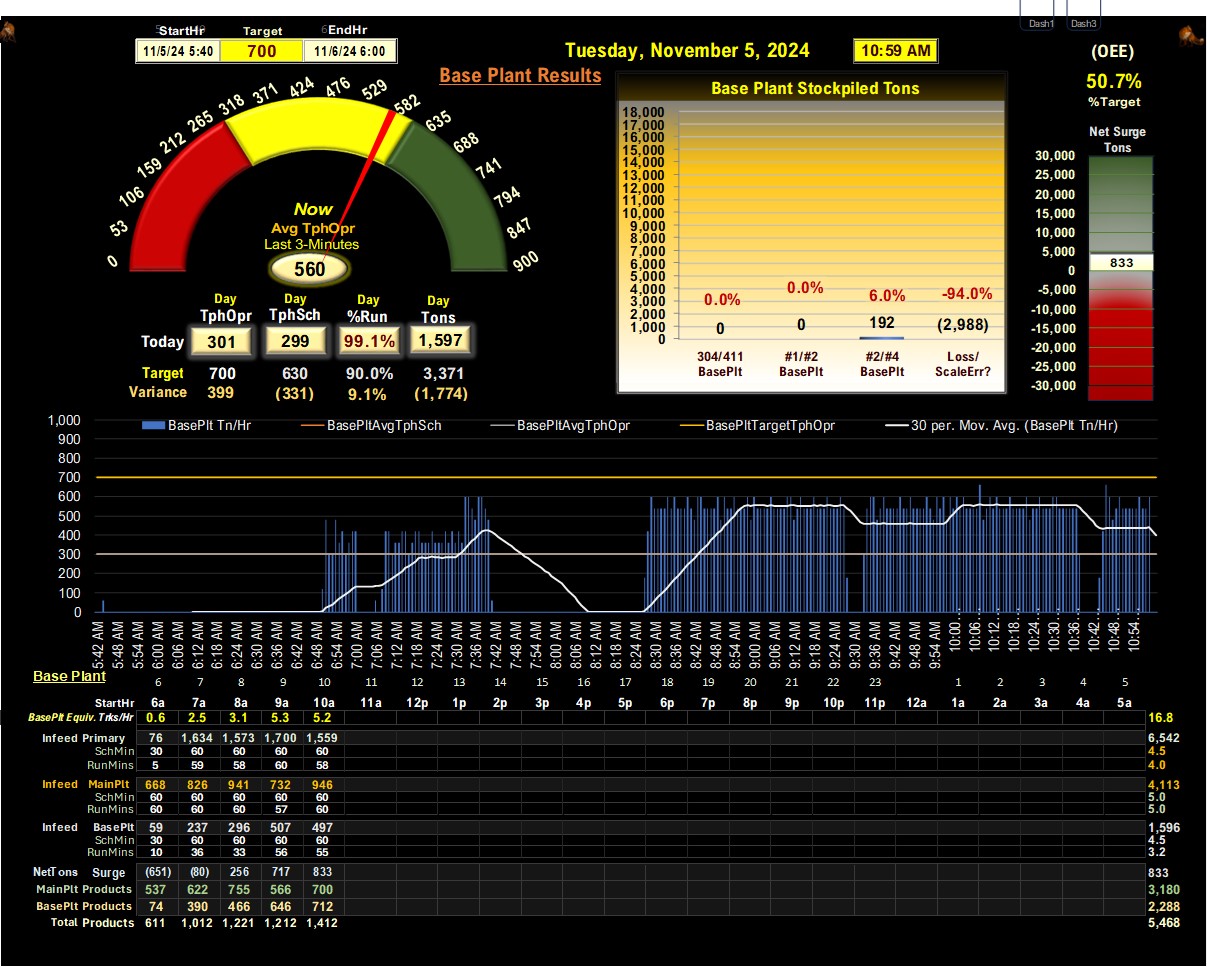 Dash1 Dash3
StartHr Target EndHr
11/5/24 5:40 700 11/6/24 6:00
Tuesday, November 5, 2024 10:59 AM
Base Plant Results
(OEE)
50.7%
%Target
Net Surge
Tons
0 53 106 159 212 265 318 371 424 476 529 582 635 688 741 794 847 900
Now
Avg TphOpr
Last 3-Minutes
560
Base Plant Stockpiled Tons
18,000
17,000
16,000
15,000
14,000
13,000
12,000
11,000
10,000
9,000
8,000
7,000
6,000
5,000
4,000
3,000
2,000
1,000
0
0.0% 0.0% 6.0% -94.0%
0 0 192 (2,988)
304/411 #1/#2 #2/#4 Loss/
BasePlt BasePlt BasePlt ScaleErr?
30,000
25,000
20,000
15,000
10,000
5,000
833
0
-5,000
-10,000
-15,000
-20,000
-25,000
-30,000
Day Day Day Day
TphOpr TphSch %Run Tons
Today 301 299 99.1% 1,597
Target 700 630 90.0% 3,371
Variance 399 (331) 9.1% (1,774)
BasePlt Tn/Hr BasePltAvgTphSch BasePltAvgTphOpr BasePltTargetTphOpr 30 per. Mov. Avg. (BasePlt Tn/Hr)
1,000
900
800
700
600
500
400
300
200
100
0
5:42 AM 5:48 AM 5:54 AM 6:00 AM 6:06 AM 6:12 AM 6:18 AM 6:24 AM 6:30 AM 6:36 AM 6:42 AM 6:48 AM 6:54 AM 7:00 AM 7:06 AM 7:12 AM 7:18 AM 7:24 AM 7:30 AM 7:36 AM 7:42 AM 7:48 AM 7:54 AM 8:00 AM 8:06 AM 8:12 AM 8:18 AM 8:24 AM 8:30 AM 8:36 AM 8:42 AM 8:48 AM 8:54 AM 9:00 AM 9:06 AM 9:12 AM 9:18 AM 9:24 AM 9:30 AM 9:36 AM 9:42 AM 9:48 AM 9:54 AM 10:00... 10:06... 10:12... 10:18... 10:24... 10:30... 10:36... 10:42... 10:48... 10:54...
Base Plant
6 7 8 9 10 11 12 13 14 15 16 17 18 19 20 21 22 23 1 2 3 4 5
StartHr 6a 7a 8a 9a 10a 11a 12p 1p 2p 3p 4p 5p 6p 7p 8p 9p 10p 11p 12a 1a 2a 3a 4a 5a
BasePlt Equiv. Trks/Hr 0.6 2.5 3.1 5.3 5.2 16.8
Infeed Primary 76 1,634 1,573 1,700 1,559 6,542
SchMin 30 60 60 60 60 4.5
RunMins 5 59 58 60 58 4.0
Infeed MainPlt 668 826 941 732 946 4,113
SchMin 60 60 60 60 60 5.0
RunMins 60 60 60 57 60 5.0
Infeed BasePlt 59 237 296 507 497 1,596
SchMin 30 60 60 60 60 4.5
RunMins 10 36 33 56 55 3.2
NetTons Surge (651) (80) 256 717 833 833
MainPlt Products 537 622 755 566 700 3,180
BasePlt Products 74 390 466 646 712 2,288
Total Products 611 1,012 1,221 1,212 1,412 5,468